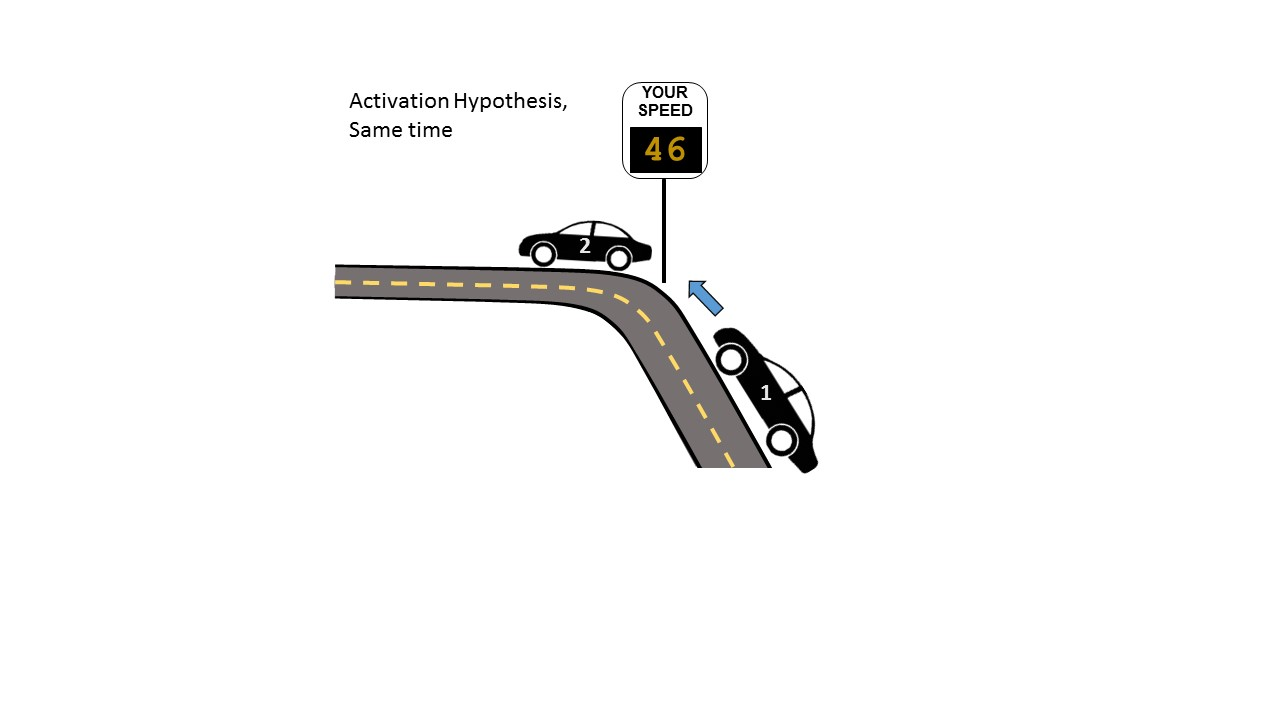 Activation Hypothesis,
Same time
YOUR
SPEED
46
2
1